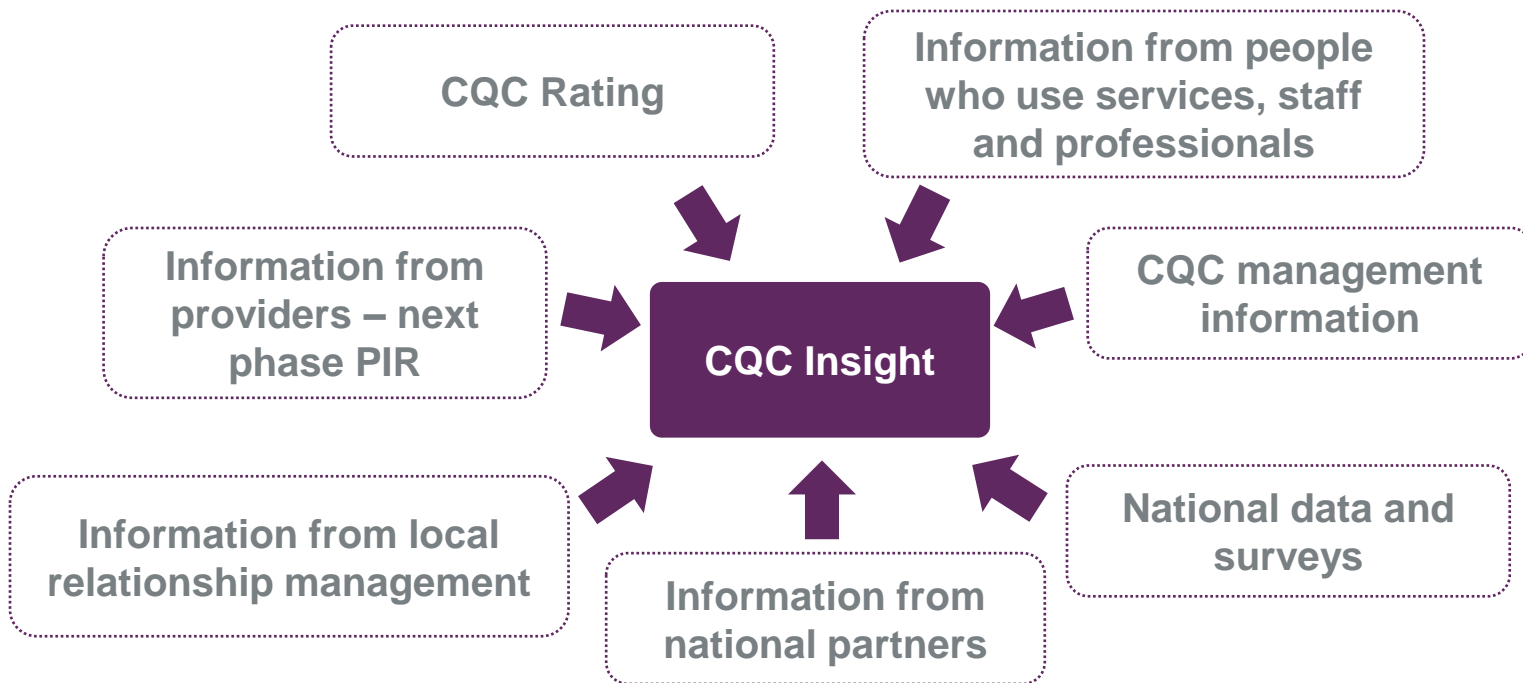 CQC Rating
Information from people
who use services, staff
and professionals
Information from
providers – next
phase PIR
CQC management
information
CQC Insight
Information from local
relationship management
National data and
surveys
Information from
national partners